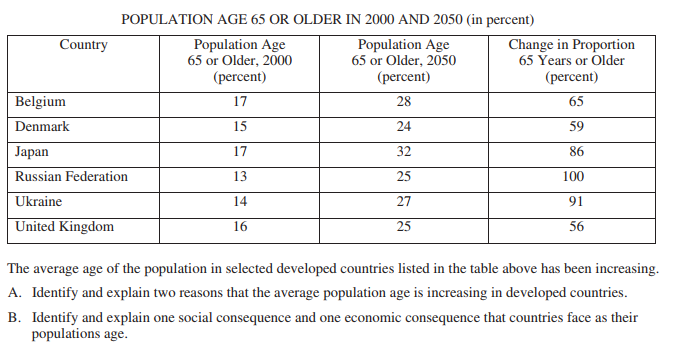 POPULATION AGE 65 OR OLDER IN 2000 AND 2050 (in percent)
Country Population Age Population Age Change in Proportion
65 or Older, 2000 65 or Older, 2050 65 Years or Older
(percent) (percent) (percent)
Belgium 17 28 65
Denmark 15 24 59
Japan 17 32 86
Russian Federation 13 25 100
Ukraine 14 27 91
United Kingdom 16 25 56
The average age of the population in selected developed countries listed in the table above has been increasing.
A. Identify and explain two reasons that the average population age is increasing in developed countries.
B. Identify and explain one social consequence and one economic consequence that countries face as their
populations age.